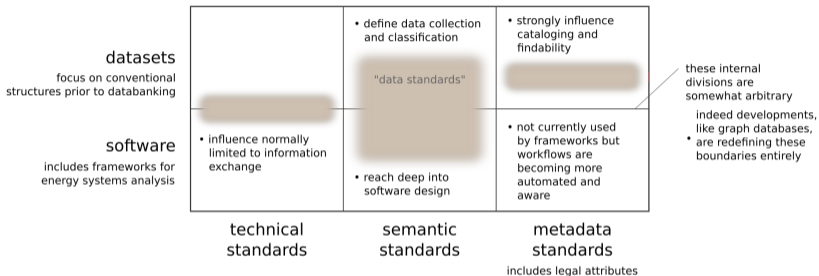 datasets
focus on conventional
structures prior to databanking
software
includes frameworks for
energy systems analysis
• influence normally
limited to information
exchange
• define data collection
and classification
"data standards"
• reach deep into
software design
• strongly influence
cataloging and
findability
• not currently used
by frameworks but
workflows are
becoming more
automated and
aware
these internal
divisions are
somewhat arbitrary
• indeed developments,
like graph databases,
are redefining these
boundaries entirely
technical
standards
semantic
standards
metadata
standards
includes legal attributes